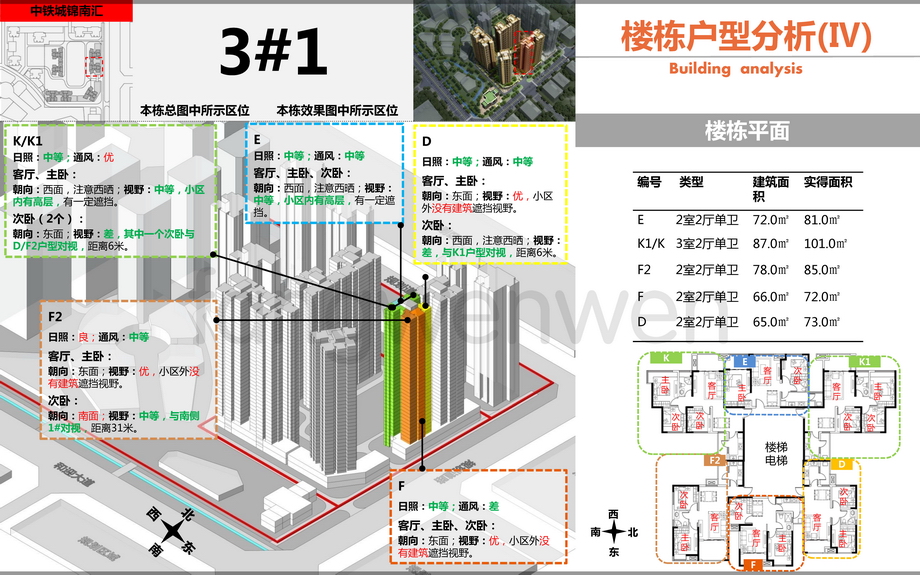 中铁城锦南汇
3#1
本栋总图中所示区位
本栋效果图中所示区位
楼栋户型分析(IV)
Building analysis
楼栋平面
K/K1
日照：中等；通风：优
客厅、主卧：
朝向：西面，注意西晒；视野：中等，小区
内有高层，有一定遮挡。
次卧（2个）：
朝向：东面；视野：差，其中一个次卧与
D/F2户型对视，距离6米。
E
日照：中等；通风：中等
客厅、主卧、次卧：
朝向：西面，注意西晒；视野：
中等，小区内有高层，有一定遮
挡。
D
日照：中等；通风：中等
客厅、主卧：
朝向：东面；视野：优，小区
外没有建筑遮挡视野。
次卧：
朝向：西面，注意西晒；视野：
差，与K1户型对视，距离6米。
F2
日照：良；通风：中等
客厅、主卧：
朝向：东面；视野：优，小区外没
有建筑遮挡视野。
次卧：
朝向：南面；视野：中等，与南侧
1#对视，距离31米。
F
日照：中等；通风：差
客厅、主卧、次卧：
朝向：东面；视野：优，小区外没
有建筑遮挡视野。
西 北
南 东
编号 类型 建筑面积 实得面积
E 2室2厅单卫 72.0㎡ 81.0㎡
K1/K 3室2厅单卫 87.0㎡ 101.0㎡
F2 2室2厅单卫 78.0㎡ 85.0㎡
F 2室2厅单卫 66.0㎡ 72.0㎡
D 2室2厅单卫 65.0㎡ 73.0㎡
K E K1
主卧 客厅 主卧 客厅 次卧 客厅 主卧
次卧 次卧 次卧 次卧
楼梯
电梯
F2 D
次卧 客厅 主卧
次卧 客厅 主卧
客厅 主卧 次卧
F
西
南 北
东